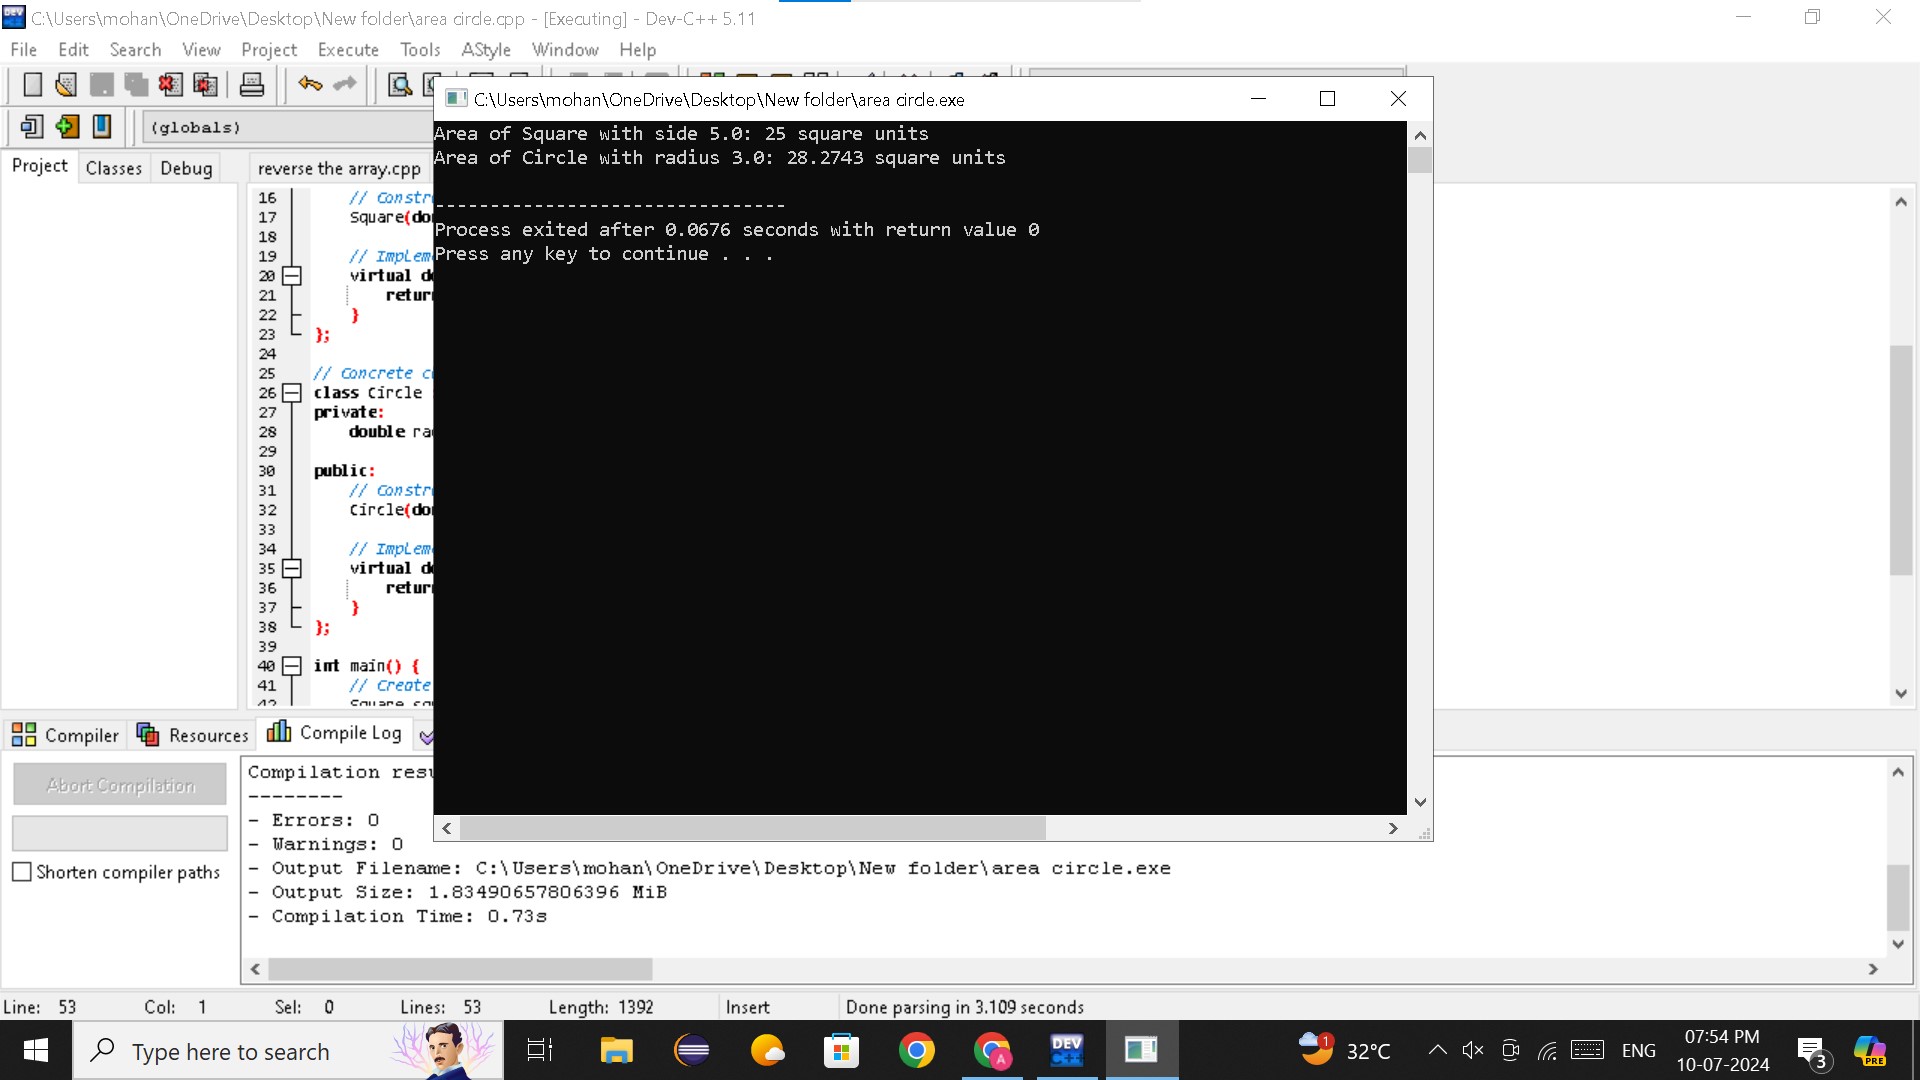 C:\Users\mohan\OneDrive\Desktop\New folder\area circle.cpp - [Executing] - Dev-C++ 5.11
File Edit Search View Project Execute Tools AStyle Window Help
C:\Users\mohan\OneDrive\Desktop\New folder\area circle.exe
(globals)
Area of Square with side 5.0: 25 square units
Area of Circle with radius 3.0: 28.2743 square units
--------------------------------
Process exited after 0.0676 seconds with return value 0
Press any key to continue . . .
Project Classes Debug
reverse the array.cpp
16 // Constr
17 Square(do
18
19 // Implem
20 virtual d
21 retur
22 }
23 };
24
25 // Concrete c
26 class Circle
27 private:
28 double ra
29
30 public:
31 // Constr
32 Circle(do
33
34 // Implem
35 virtual d
36 retur
37 }
38 };
39
40 int main() {
41 // Create
42 Square sq
Compiler Resources Compile Log
Abort Compilation
Shorten compiler paths
Compilation resu
--------
- Errors: 0
- Warnings: 0
- Output Filename: C:\Users\mohan\OneDrive\Desktop\New folder\area circle.exe
- Output Size: 1.83490657806396 MiB
- Compilation Time: 0.73s
Line: 53 Col: 1 Sel: 0 Lines: 53 Length: 1392 Insert Done parsing in 3.109 seconds
Type here to search
DEV C++
A
1
32°C
ENG
07:54 PM
10-07-2024
3
PRE